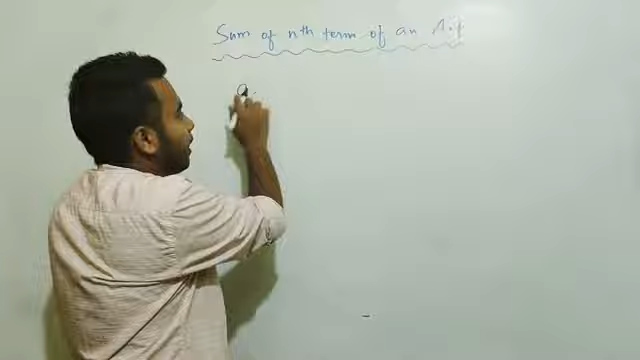 Sum of nth term of an A.P
a